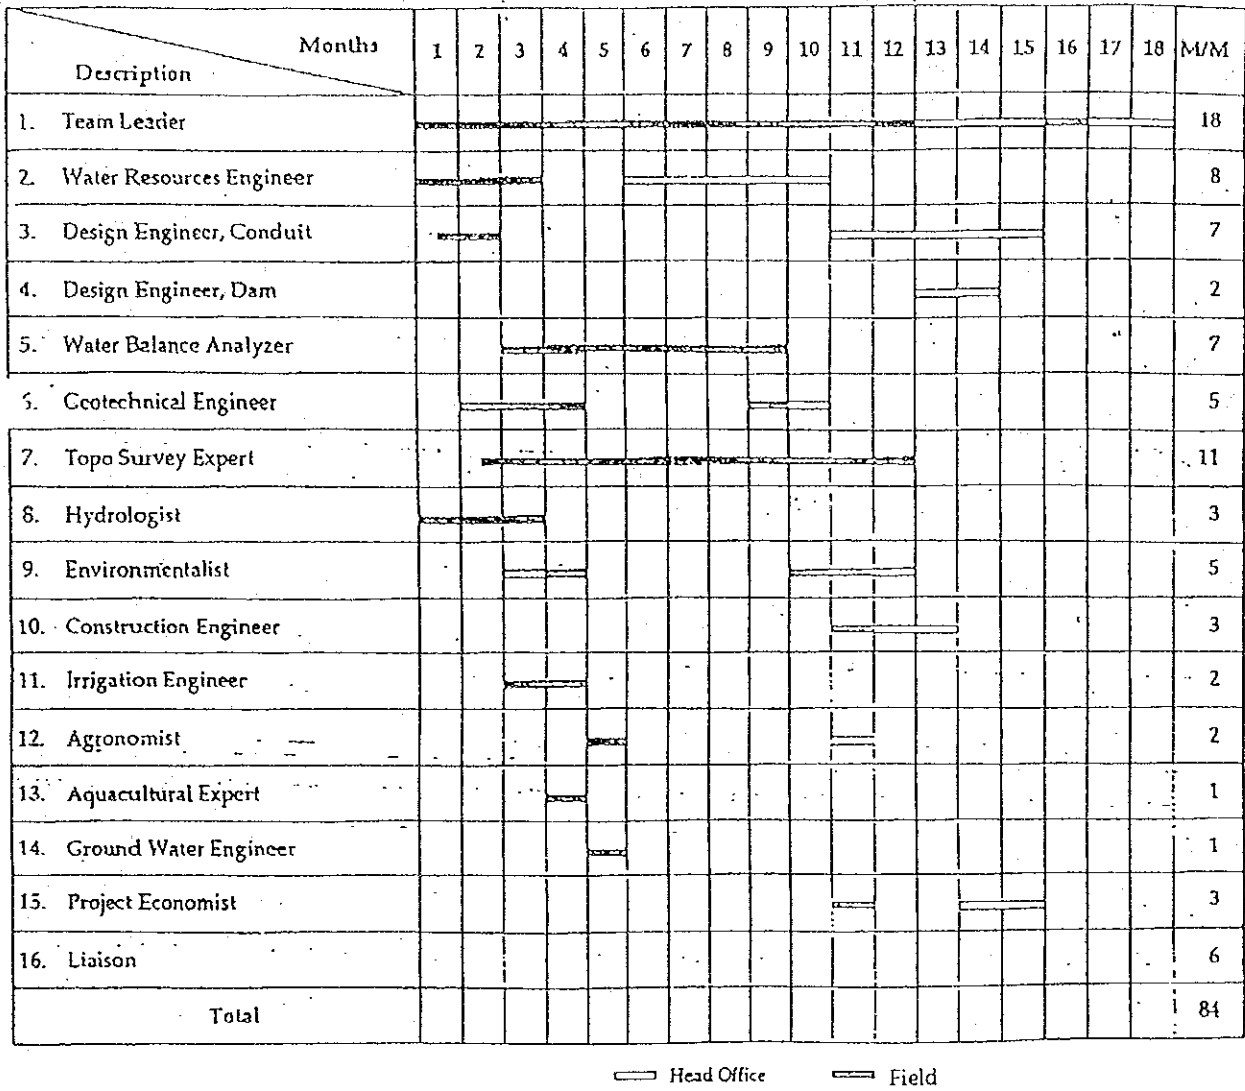 Months
Description
1 2 3 4 5 6 7 8 9 10 11 12 13 14 15 16 17 18 M/M
1. Team Leader 18
2. Water Resources Engineer 8
3. Design Engineer, Conduit 7
4. Design Engineer, Dam 2
5. Water Balance Analyzer 7
5. Geotechnical Engineer 5
7. Topo Survey Expert 11
8. Hydrologist 3
9. Environmentalist 5
10. Construction Engineer 3
11. Irrigation Engineer 2
12. Agronomist 2
13. Aquacultural Expert 1
14. Ground Water Engineer 1
15. Project Economist 3
16. Liaison 6
Total 84
Head Office Field